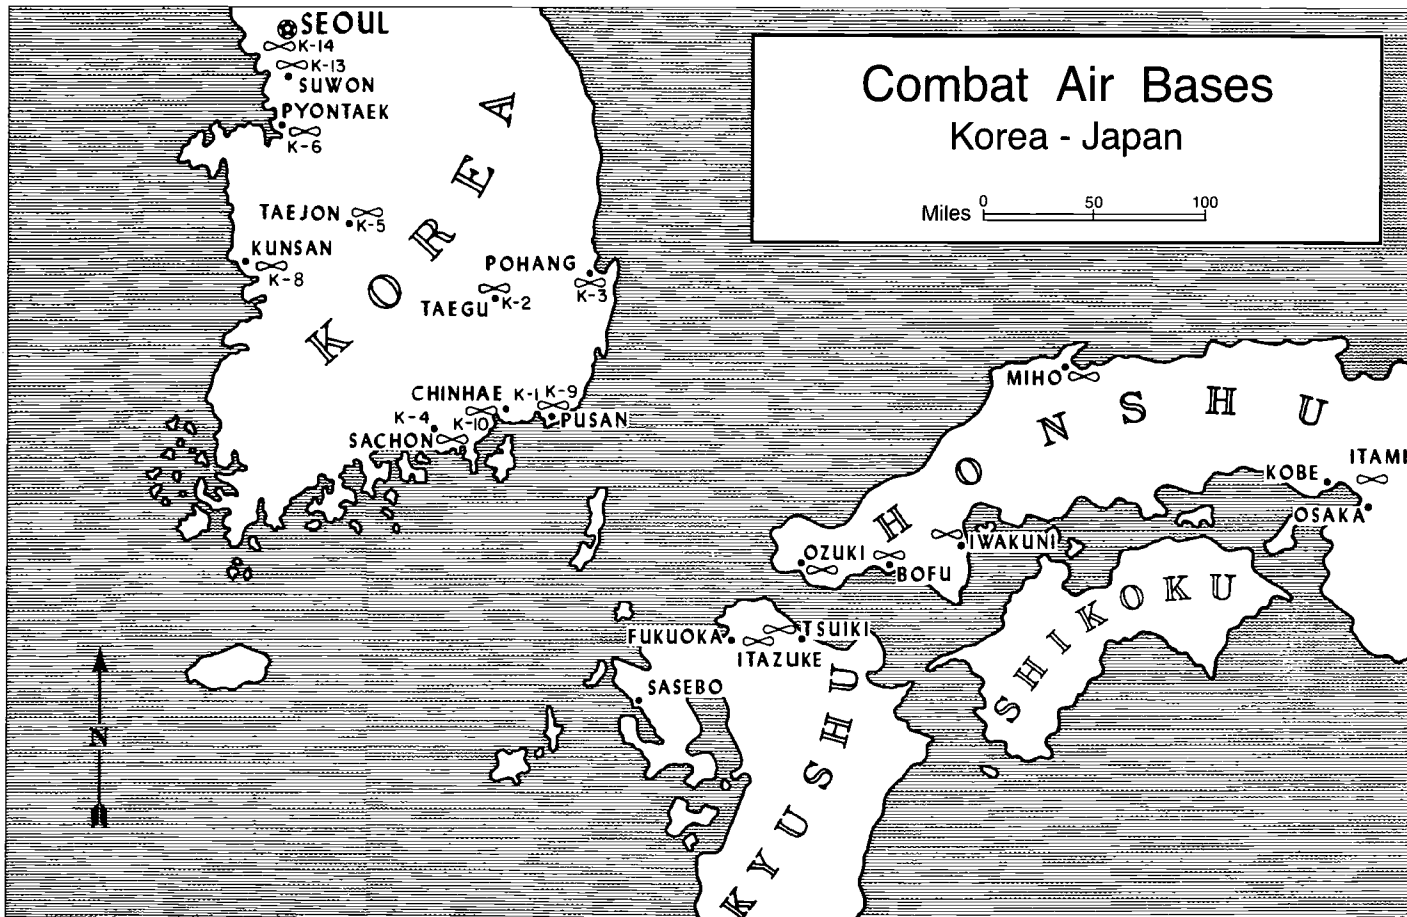 Combat Air Bases
Korea - Japan
Miles 0 50 100
SEOUL
K-14
K-13
SUWON
PYONTAEK
K-6
TAEJON
K-5
KUNSAN
K-8
POHANG
K-3
TAEGU K-2
KOREA
CHINHAE K-1 K-9
K-4 K-10 PUSAN
SACHON
MIHO
HONSHU
ITAMI
KOBE
OSAKA
IWAKUNI
OZUKI
BOFU
SHIKOKU
FUKUOKA TSUIKI
ITAZUKE
SASEBO
KYUSHU
N